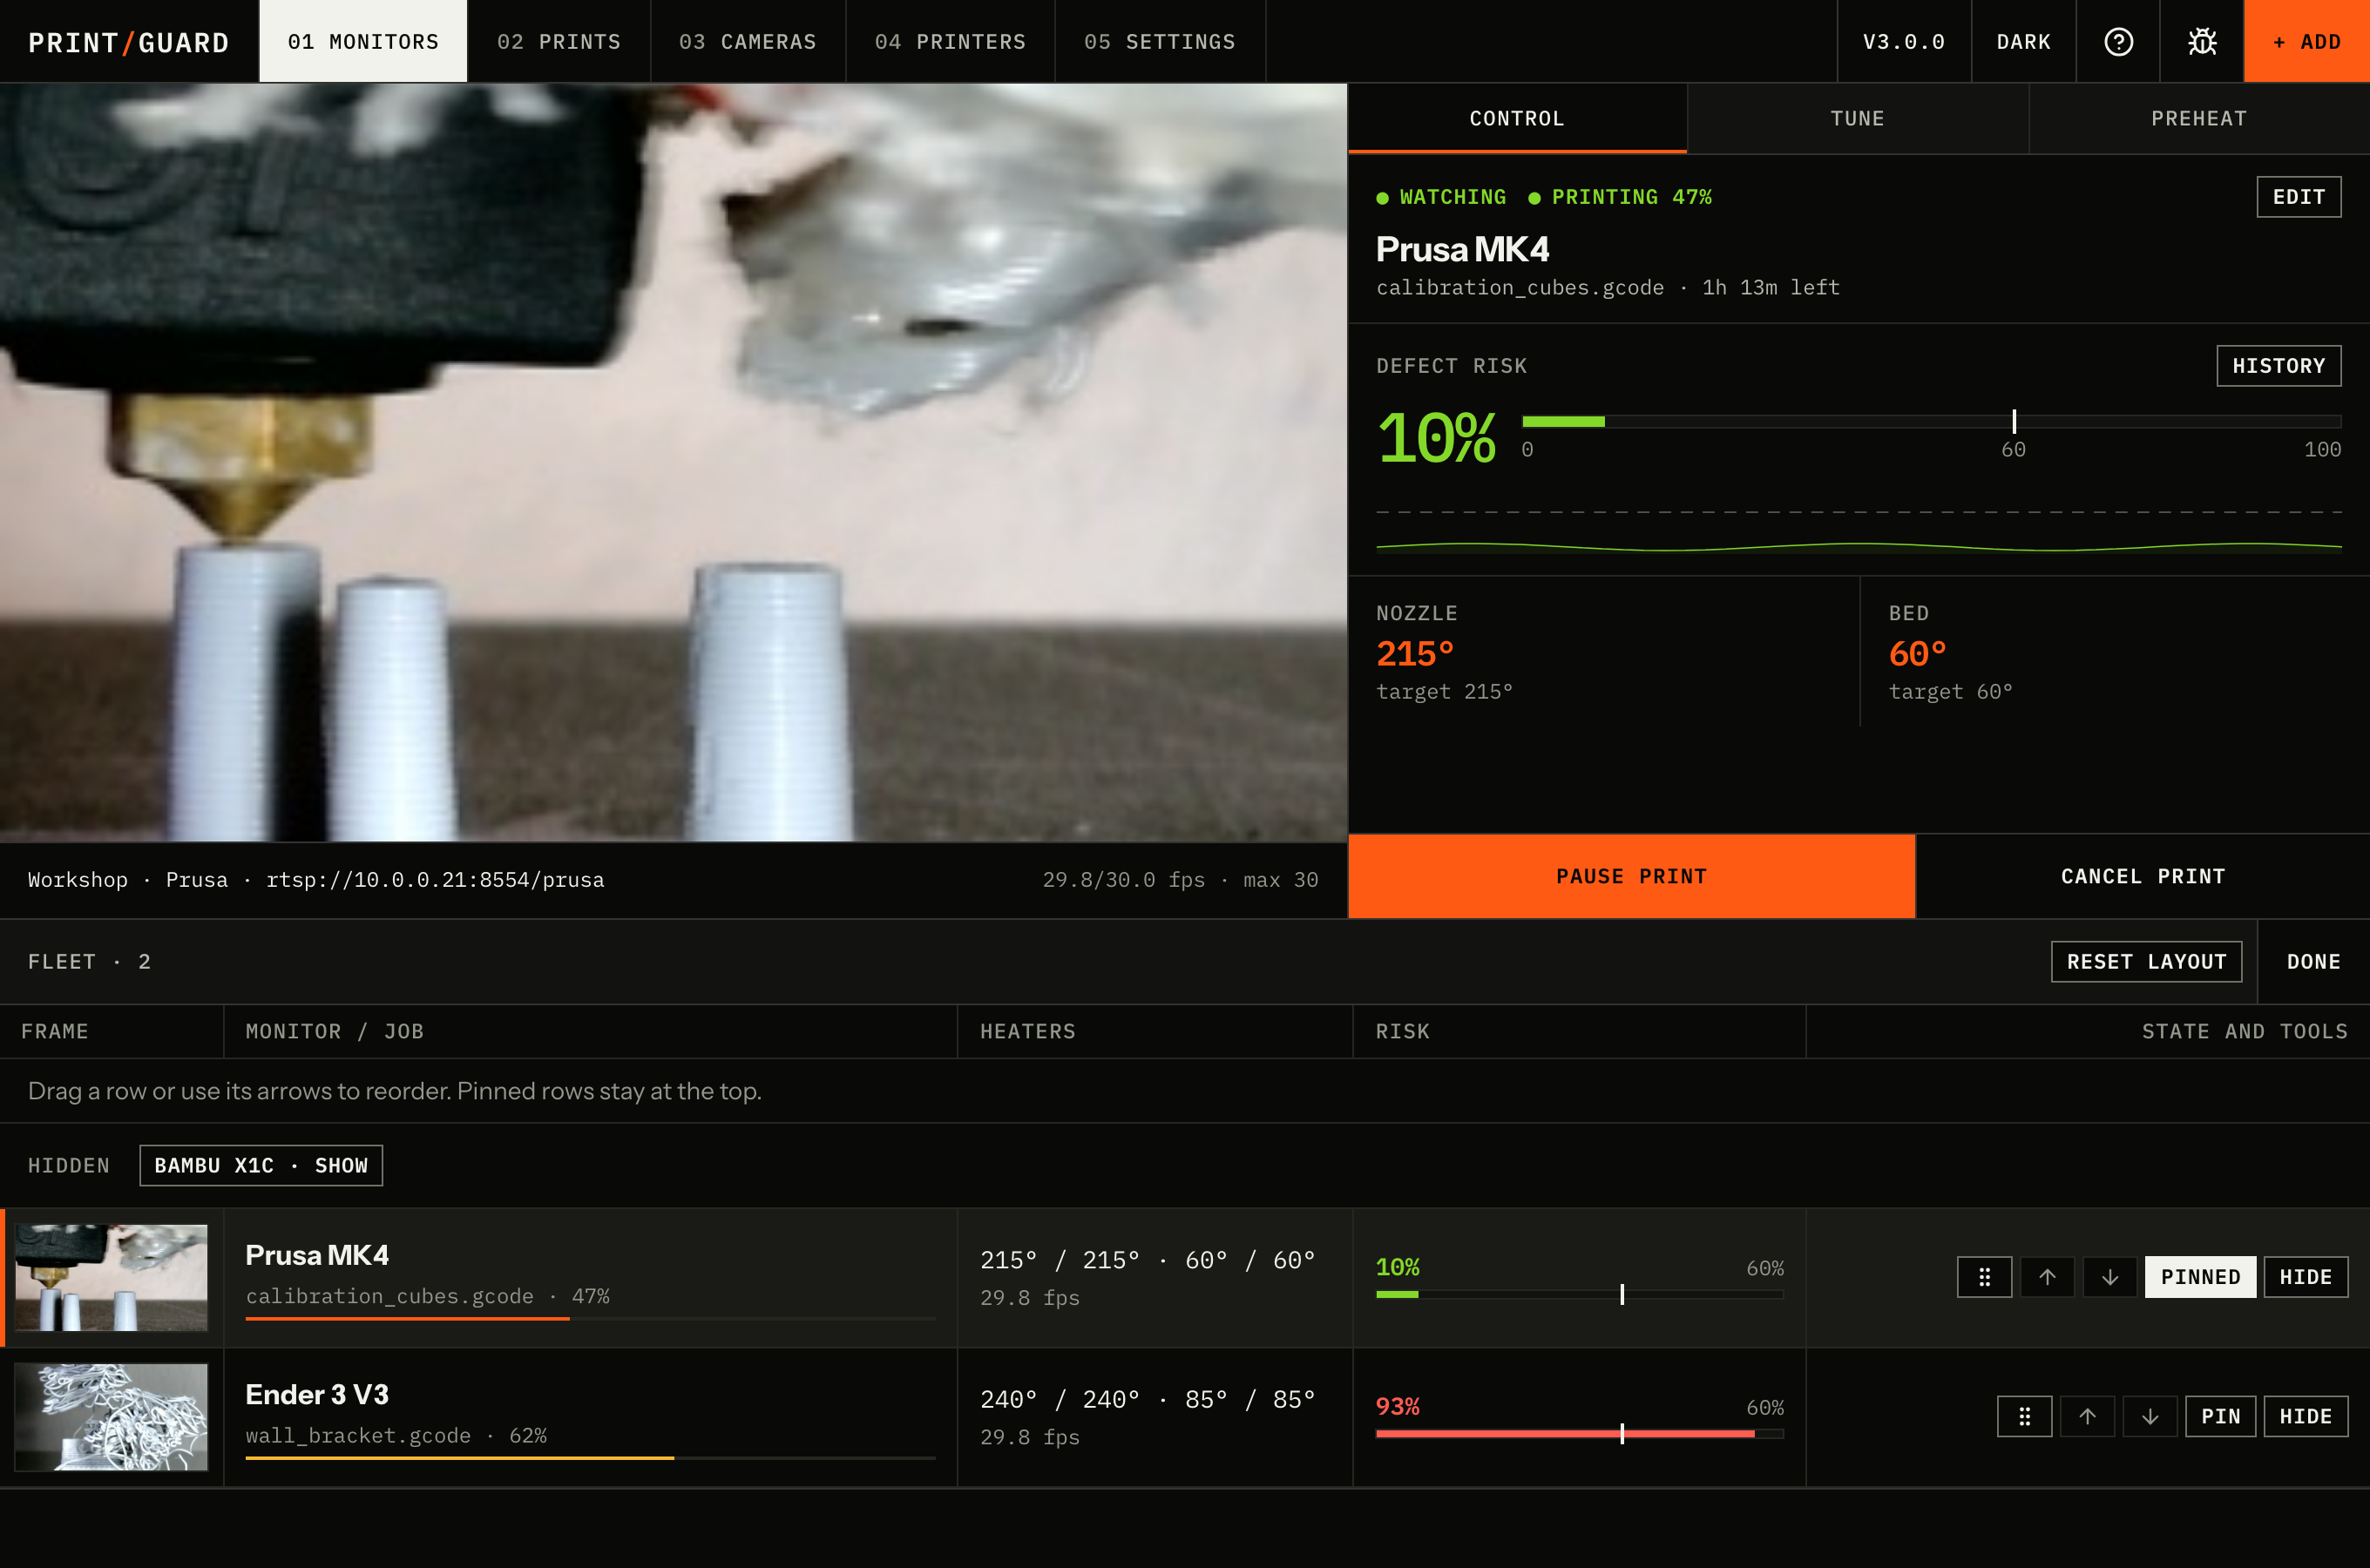 PRINT/GUARD 01 MONITORS 02 PRINTS 03 CAMERAS 04 PRINTERS 05 SETTINGS V3.0.0 DARK + ADD
CONTROL TUNE PREHEAT
WATCHING PRINTING 47% EDIT
Prusa MK4
calibration_cubes.gcode · 1h 13m left
DEFECT RISK HISTORY
10%
0 60 100
NOZZLE BED
215° 60°
target 215° target 60°
Workshop · Prusa · rtsp://10.0.0.21:8554/prusa 29.8/30.0 fps · max 30
PAUSE PRINT CANCEL PRINT
FLEET · 2 RESET LAYOUT DONE
FRAME MONITOR / JOB HEATERS RISK STATE AND TOOLS
Drag a row or use its arrows to reorder. Pinned rows stay at the top.
HIDDEN BAMBU X1C · SHOW
Prusa MK4 215° / 215° · 60° / 60° 10% 60% PINNED HIDE
calibration_cubes.gcode · 47% 29.8 fps
Ender 3 V3 240° / 240° · 85° / 85° 93% 60% PIN HIDE
wall_bracket.gcode · 62% 29.8 fps